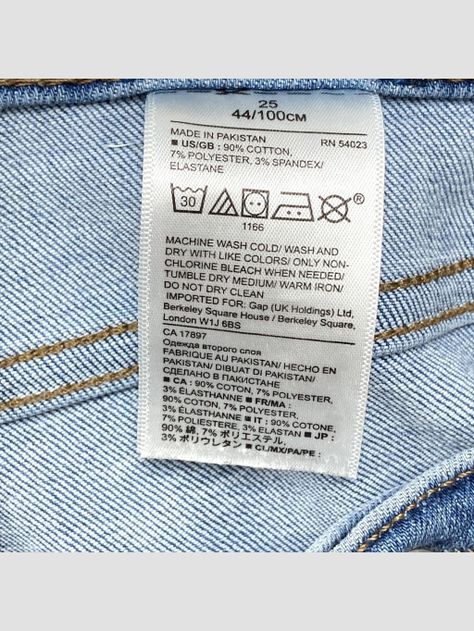 25
44/100CM
MADE IN PAKISTAN RN 54023
■ US/GB : 90% COTTON,
7% POLYESTER, 3% SPANDEX/
ELASTANE
30
1166
MACHINE WASH COLD/ WASH AND
DRY WITH LIKE COLORS/ ONLY NON-
CHLORINE BLEACH WHEN NEEDED/
TUMBLE DRY MEDIUM/ WARM IRON/
DO NOT DRY CLEAN
IMPORTED FOR: Gap (UK Holdings) Ltd,
Berkeley Square House / Berkeley Square,
London W1J 6BS
CA 17897
Одежда второго слоя
FABRIQUE AU PAKISTAN/ HECHO EN
PAKISTAN/ DIBUAT DI PAKISTAN/
СДЕЛАНО В ПАКИСТАНЕ
■ CA : 90% COTON, 7% POLYESTER,
3% ÉLASTHANNE ■ FR/MA :
90% COTON, 7% POLYESTER,
3% ÉLASTHANNE ■ IT : 90% COTONE,
7% POLIESTERE, 3% ELASTAN ■ JP :
90% 綿, 7% ポリエステル,
3% ポリウレタン ■ CL/MX/PA/PE :